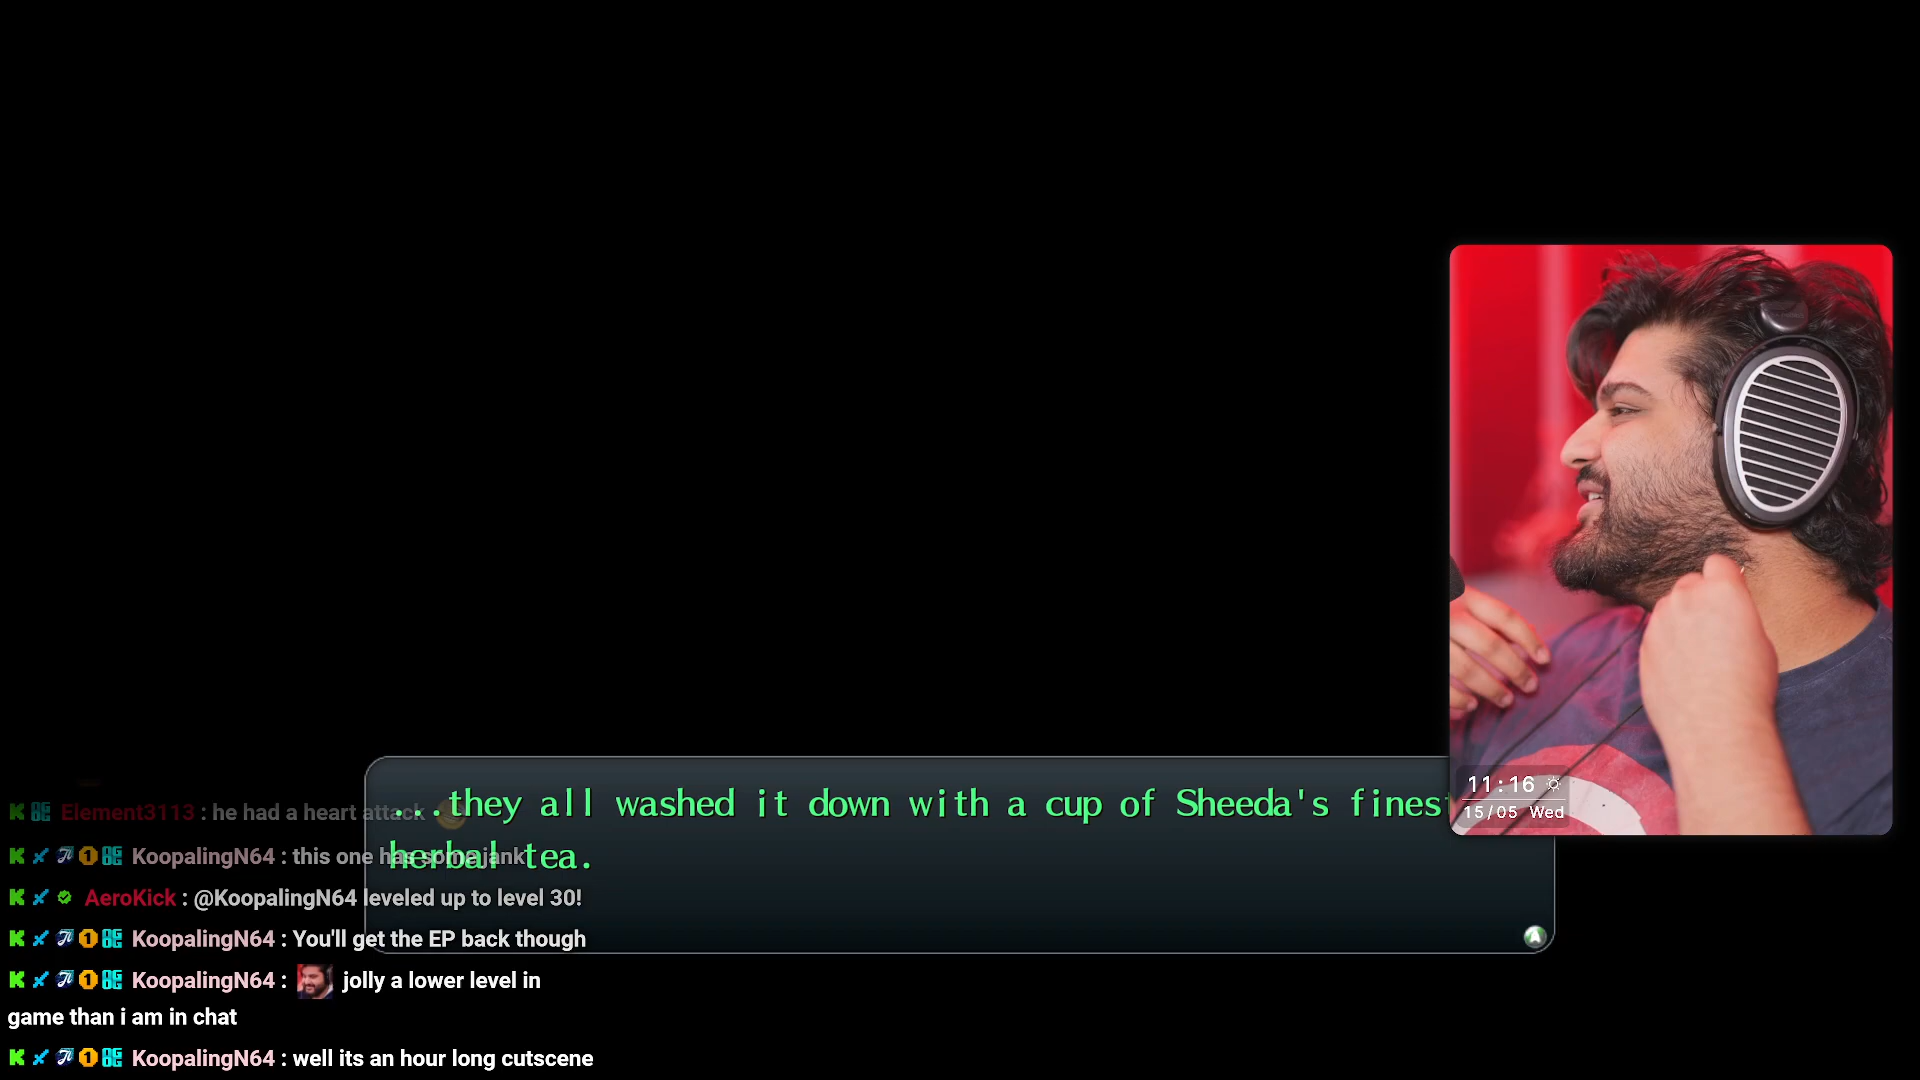 ...they all washed it down with a cup of Sheeda's finest
herbal tea.
11:16
15/05 Wed
Element3113 : he had a heart attack
KoopalingN64 : this one has some jank
AeroKick : @KoopalingN64 leveled up to level 30!
KoopalingN64 : You'll get the EP back though
KoopalingN64 : jolly a lower level in
game than i am in chat
KoopalingN64 : well its an hour long cutscene